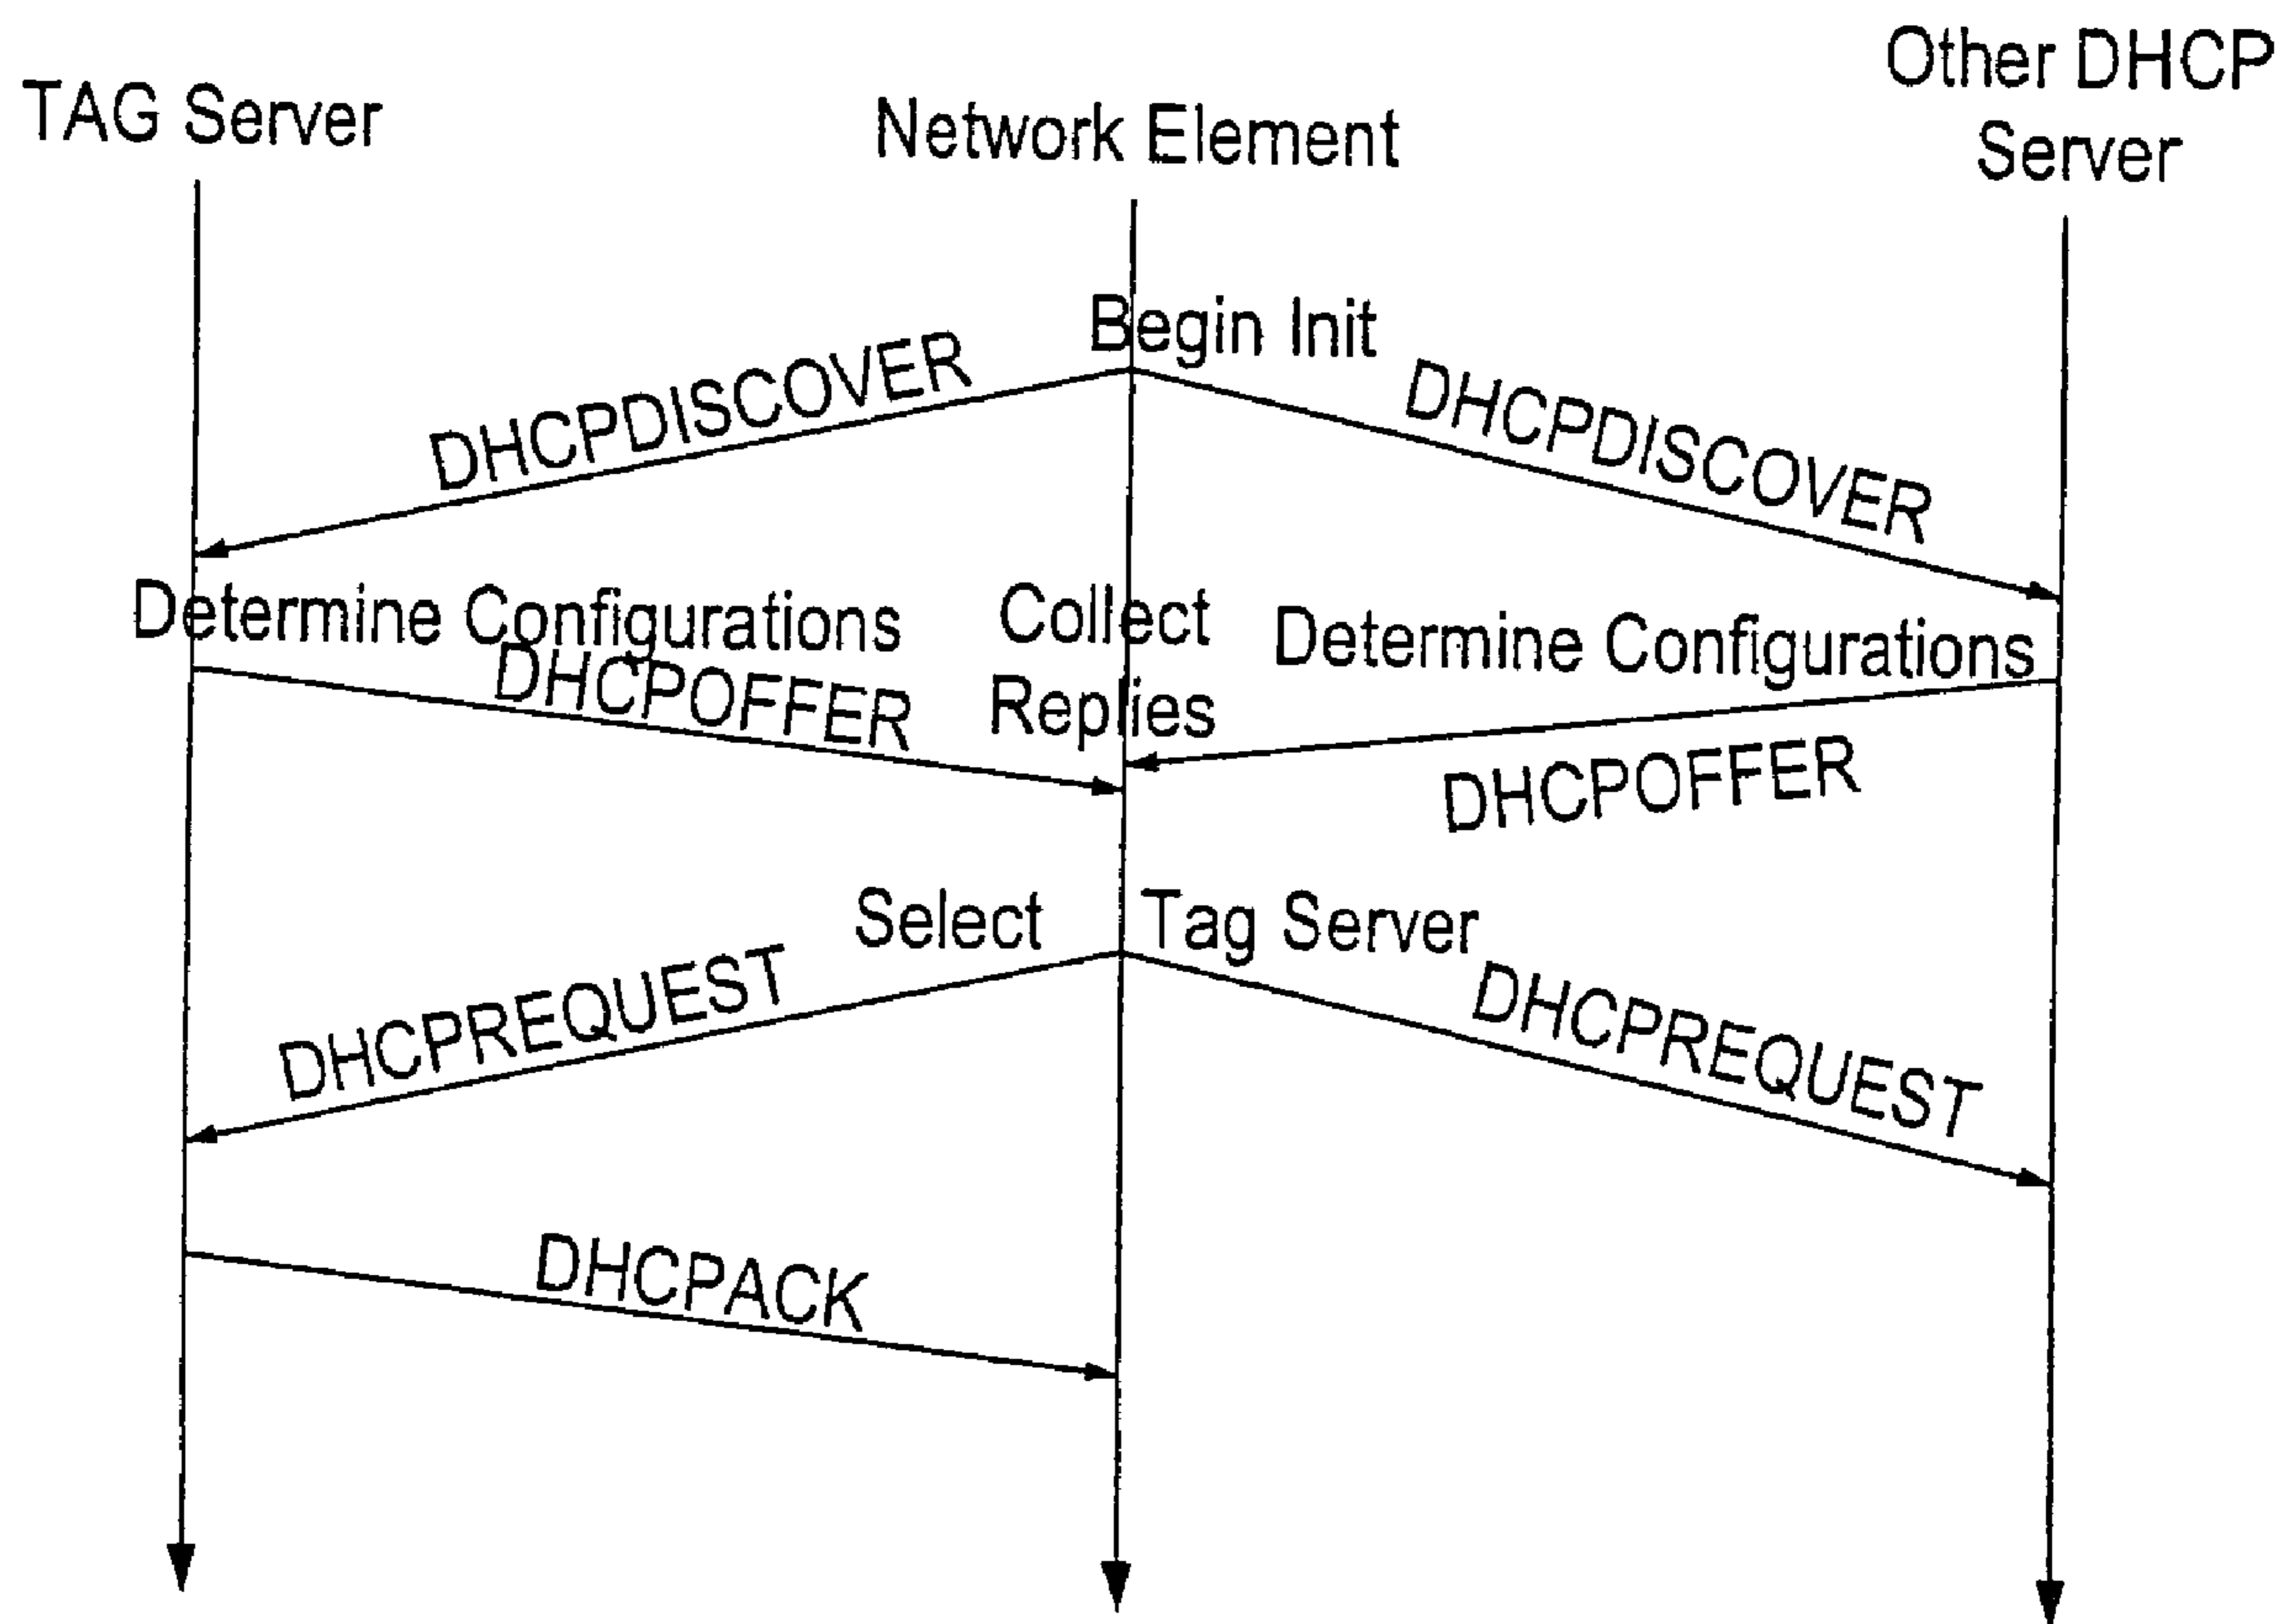 TAG Server
Network Element
Other DHCP
Server
Begin Init
DHCPDISCOVER
DHCPDISCOVER
Determine Configurations
Collect
Replies
Determine Configurations
DHCPOFFER
DHCPOFFER
Select Tag Server
DHCPREQUEST
DHCPREQUEST
DHCPACK